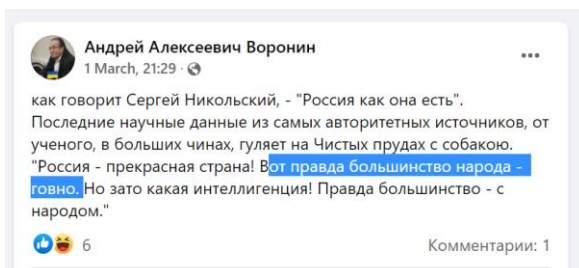 Андрей Алексеевич Воронин
1 March, 21:29 ·
как говорит Сергей Никольский, - "Россия как она есть".
Последние научные данные из самых авторитетных источников, от
ученого, в больших чинах, гуляет на Чистых прудах с собакою.
"Россия - прекрасная страна! Вот правда большинство народа -
говно. Но зато какая интеллигенция! Правда большинство - с
народом."
6
Комментарии: 1